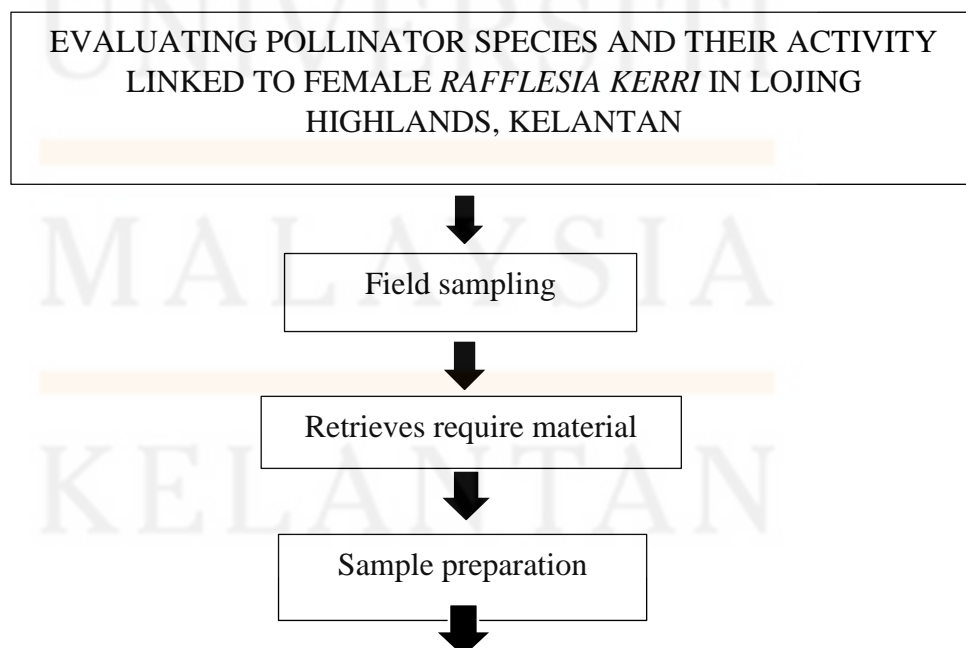 UNIVERSITI
EVALUATING POLLINATOR SPECIES AND THEIR ACTIVITY
LINKED TO FEMALE RAFFLESIA KERRI IN LOJING
HIGHLANDS, KELANTAN
MALAYSIA
Field sampling
Retrieves require material
KELANTAN
Sample preparation